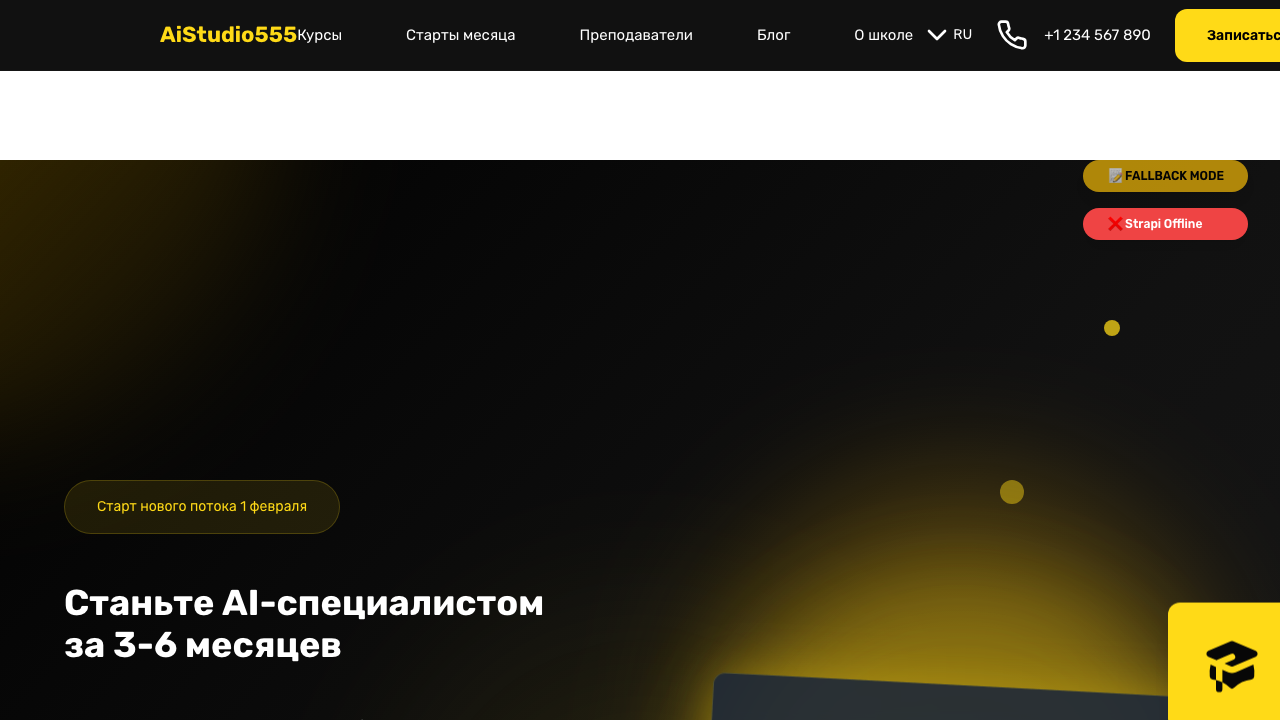 AiStudio555 Курсы Старты месяца Преподаватели Блог О школе RU +1 234 567 890 Записатьс
FALLBACK MODE
Strapi Offline
Старт нового потока 1 февраля
Станьте AI-специалистом
за 3-6 месяцев